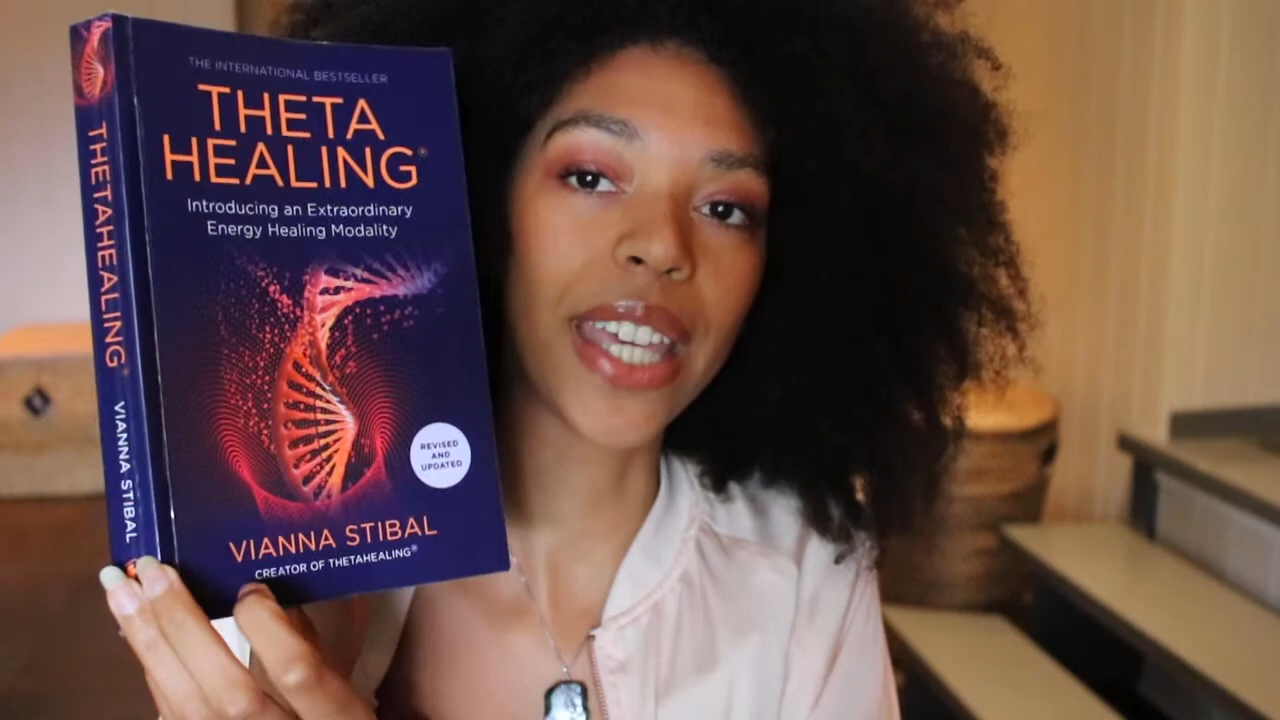 THE INTERNATIONAL BESTSELLER
THETA
HEALING®
Introducing an Extraordinary
Energy Healing Modality
REVISED
AND
UPDATED
VIANNA STIBAL
CREATOR OF THETAHEALING®
THETAHEALING®
VIANNA STIBAL